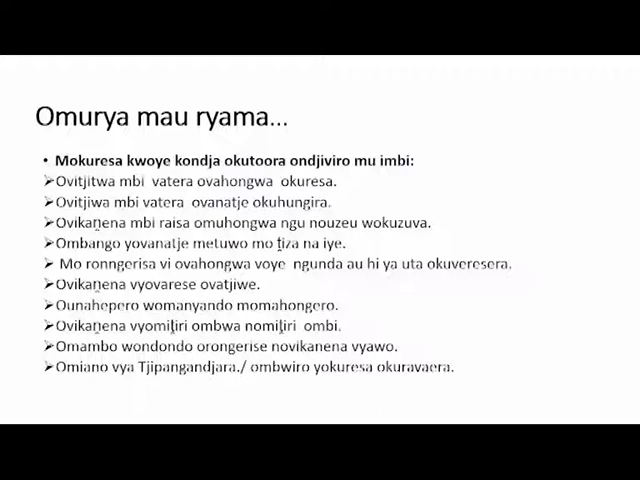 Omurya mau ryama...
• Mokuresa kwoye kondja okutoora ondjiviro mu imbi:
➢Ovitjitwa mbi vatera ovahongwa okuresa.
➢Ovitjiwa mbi vatera ovanatje okuhungira.
➢Ovikaṋena mbi raisa omuhongwa ngu nouzeu wokuzuva.
➢Ombango yovanatje metuwo mo ṱiza na iye.
➢ Mo ronngerisa vi ovahongwa voye ngunda au hi ya uta okuveresera.
➢Ovikaṋena vyovarese ovatjiwe.
➢Ounahepero womanyando momahongero.
➢Ovikaṋena vyomiṱiri ombwa nomiṱiri ombi.
➢Omambo wondondo orongerise novikanena vyawo.
➢Omiano vya Tjipangandjara./ ombwiro yokuresa okuravaera.